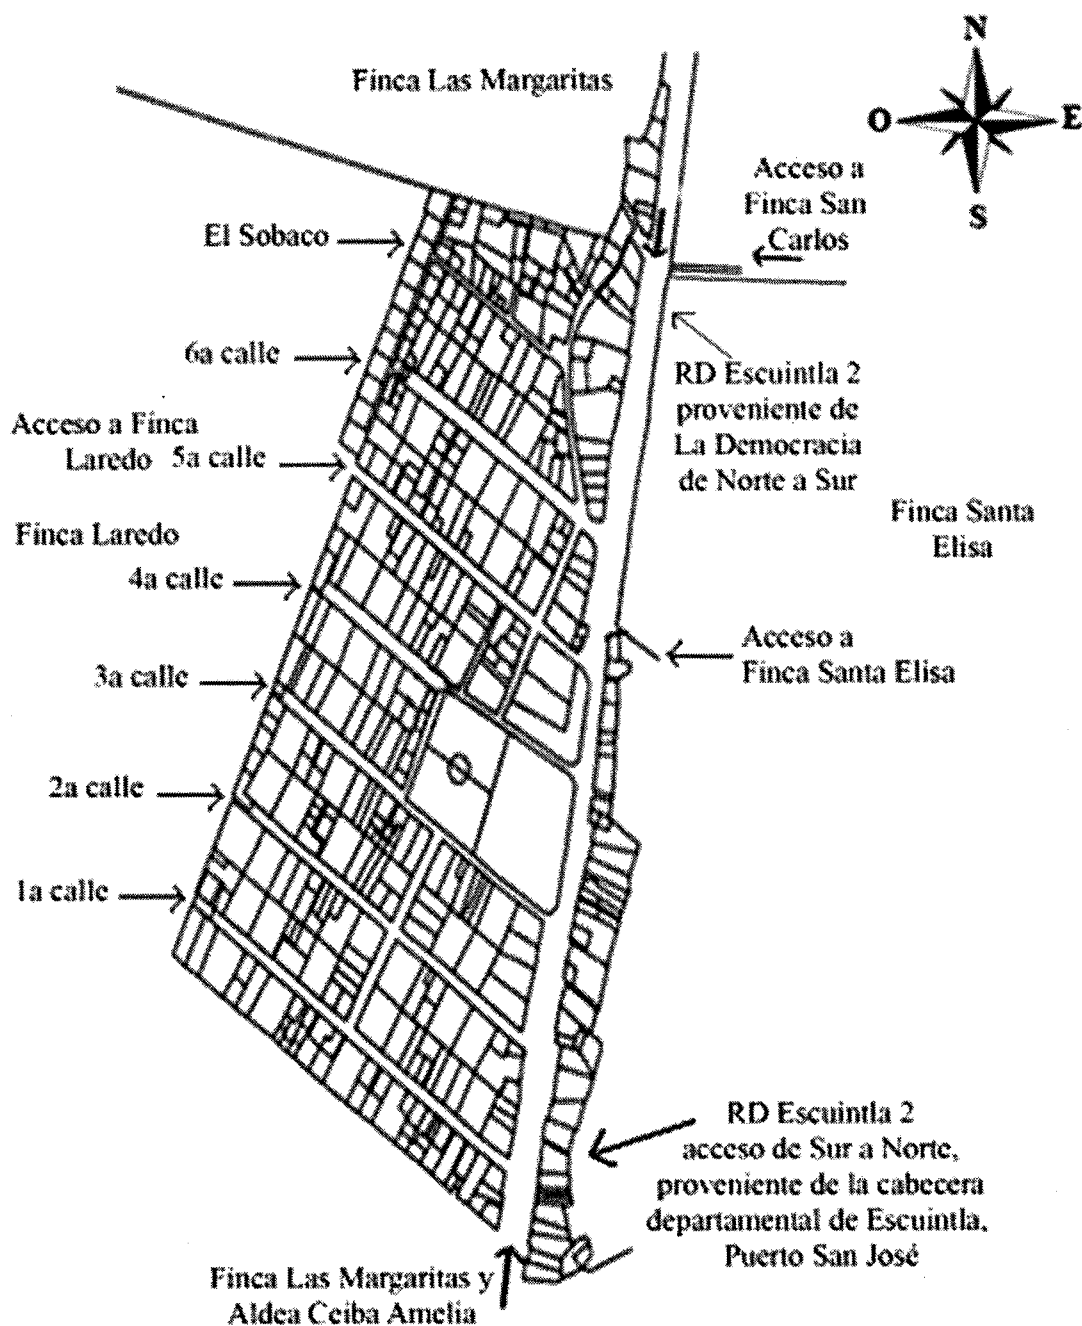 N
Finca Las Margaritas
O
E
Acceso a
Finca San
Carlos
S
El Sobaco
6a calle
RD Escuintla 2
proveniente de
La Democracia
de Norte a Sur
Acceso a Finca
Laredo 5a calle
Finca Santa
Elisa
Finca Laredo
4a calle
Acceso a
Finca Santa Elisa
3a calle
2a calle
1a calle
RD Escuintla 2
acceso de Sur a Norte,
proveniente de la cabecera
departamental de Escuintla,
Puerto San José
Finca Las Margaritas y
Aldea Ceiba Amelia